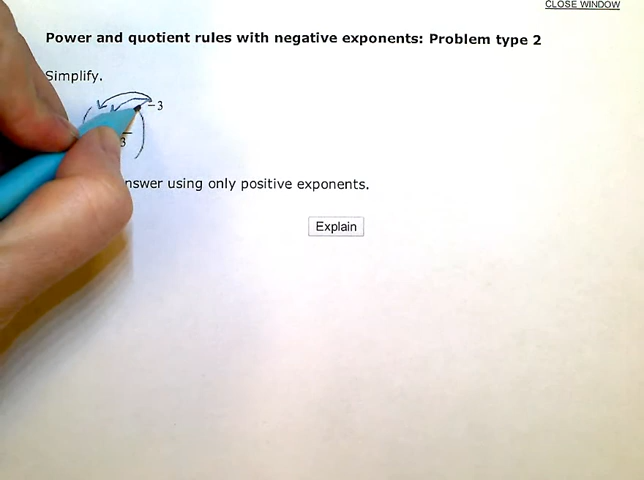 CLOSE WINDOW
Power and quotient rules with negative exponents: Problem type 2
Simplify.
-3
3
nswer using only positive exponents.
Explain